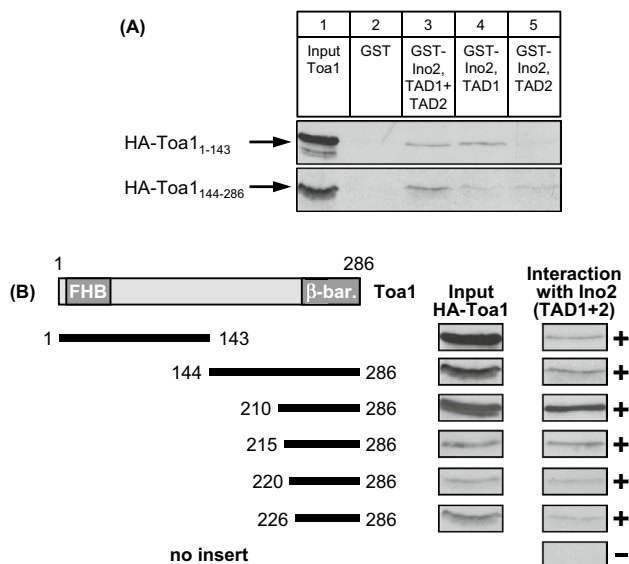 (A)
1 2 3 4 5
Input Toa1
GST
GST-Ino2, TAD1+ TAD2
GST-Ino2, TAD1
GST-Ino2, TAD2
HA-Toa1₁₋₁₄₃
HA-Toa1₁₄₄₋₂₈₆
(B)
1 286
FHB β-bar. Toa1
Input HA-Toa1
Interaction with Ino2 (TAD1+2)
1 143 +
144 286 +
210 286 +
215 286 +
220 286 +
226 286 +
no insert −